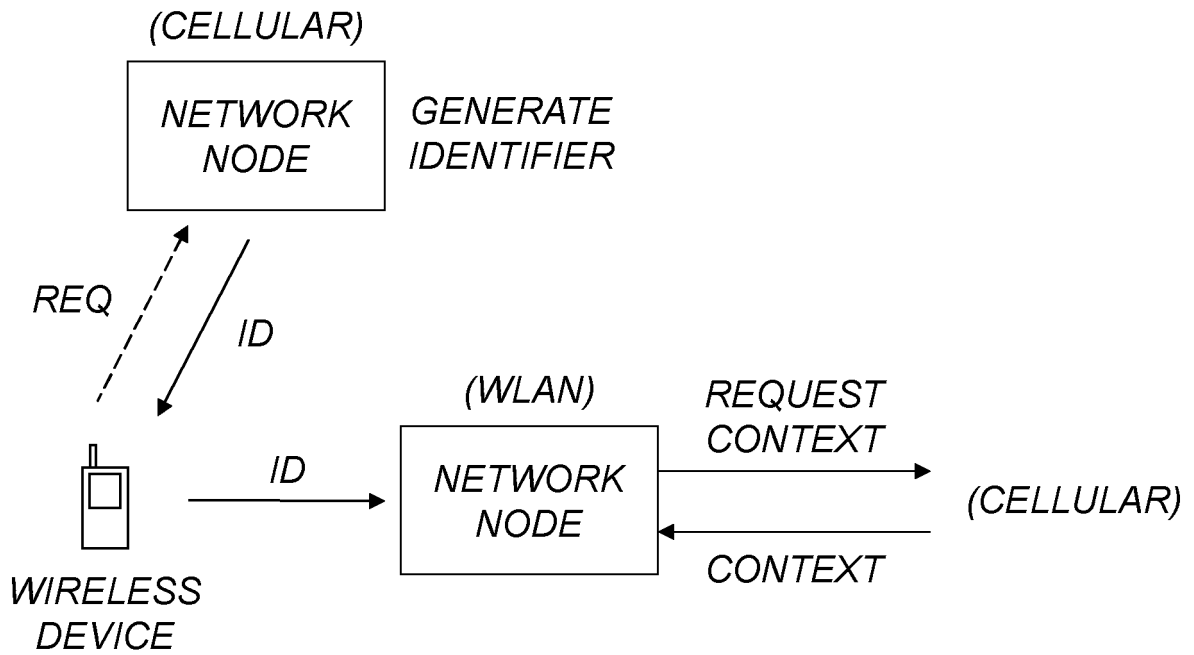 (CELLULAR)
NETWORK
NODE
GENERATE
IDENTIFIER
REQ
ID
(WLAN)
REQUEST
CONTEXT
ID
NETWORK
NODE
(CELLULAR)
CONTEXT
WIRELESS
DEVICE